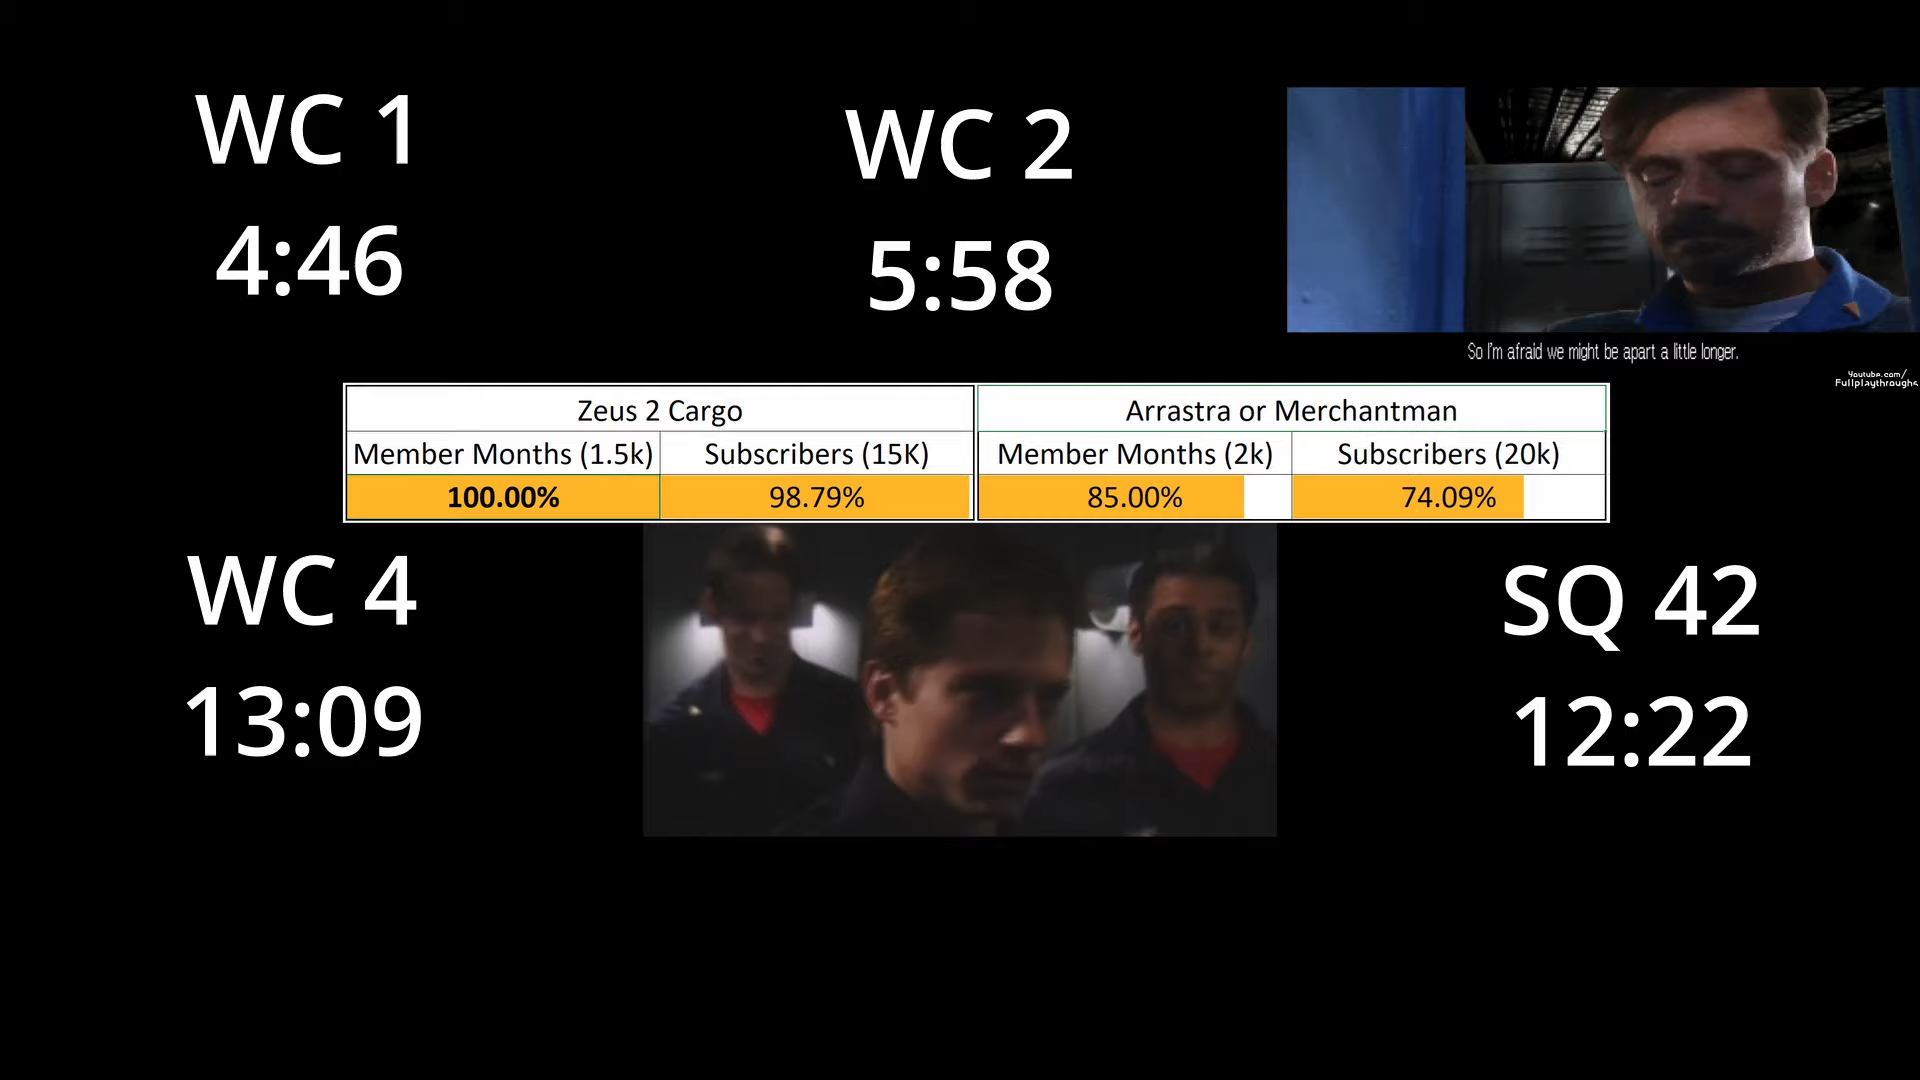 WC 1
4:46
WC 2
5:58
So I'm afraid we might be apart a little longer.
Youtube.com/
Fullplaythroughs
Zeus 2 Cargo
Arrastra or Merchantman
Member Months (1.5k)
Subscribers (15K)
Member Months (2k)
Subscribers (20k)
100.00%
98.79%
85.00%
74.09%
WC 4
13:09
SQ 42
12:22